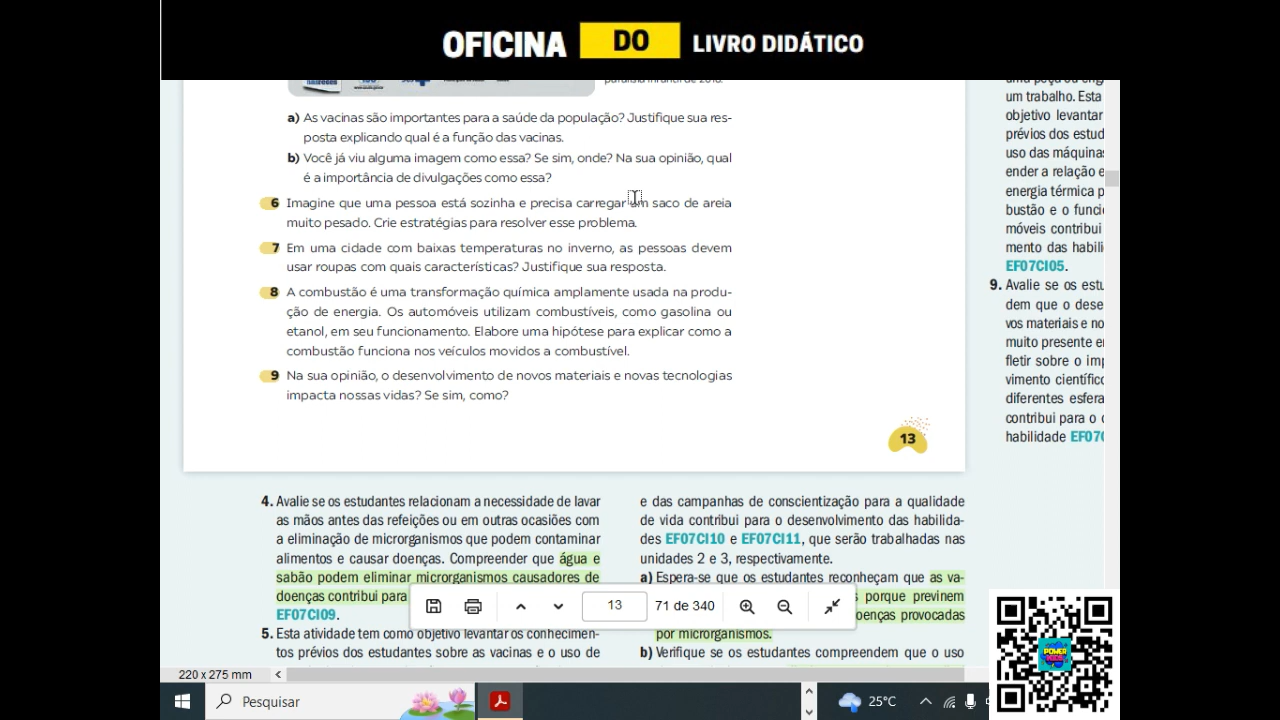 OFICINA DO LIVRO DIDÁTICO
a) As vacinas são importantes para a saúde da população? Justifique sua res-
posta explicando qual é a função das vacinas.
b) Você já viu alguma imagem como essa? Se sim, onde? Na sua opinião, qual
é a importância de divulgações como essa?
6 Imagine que uma pessoa está sozinha e precisa carregar um saco de areia
muito pesado. Crie estratégias para resolver esse problema.
7 Em uma cidade com baixas temperaturas no inverno, as pessoas devem
usar roupas com quais características? Justifique sua resposta.
8 A combustão é uma transformação química amplamente usada na produ-
ção de energia. Os automóveis utilizam combustíveis, como gasolina ou
etanol, em seu funcionamento. Elabore uma hipótese para explicar como a
combustão funciona nos veículos movidos a combustível.
9 Na sua opinião, o desenvolvimento de novos materiais e novas tecnologias
impacta nossas vidas? Se sim, como?
13
um trabalho. Esta
objetivo levantar
prévios dos estud
uso das máquinas
ender a relação e
energia térmica p
bustão e o funcio
móveis contribui
mento das habili
EF07CI05.
9. Avalie se os estu
dem que o dese
vos materiais e no
muito presente e
fletir sobre o imp
vimento científico
diferentes esfera
contribui para o
habilidade EF07C
4. Avalie se os estudantes relacionam a necessidade de lavar
as mãos antes das refeições ou em outras ocasiões com
a eliminação de microrganismos que podem contaminar
alimentos e causar doenças. Compreender que água e
sabão podem eliminar microrganismos causadores de
doenças contribui para
EF07CI09.
5. Esta atividade tem como objetivo levantar os conhecimen-
tos prévios dos estudantes sobre as vacinas e o uso de
e das campanhas de conscientização para a qualidade
de vida contribui para o desenvolvimento das habilida-
des EF07CI10 e EF07CI11, que serão trabalhadas nas
unidades 2 e 3, respectivamente.
a) Espera-se que os estudantes reconheçam que as va-
porque previnem
oenças provocadas
por microrganismos.
b) Verifique se os estudantes compreendem que o uso
13 71 de 340
220 x 275 mm
Pesquisar
25°C
POWER KIDS